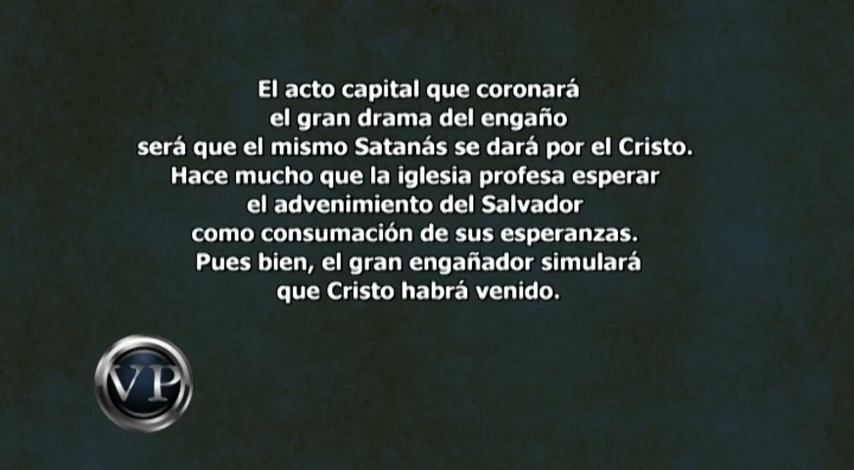 El acto capital que coronará
el gran drama del engaño
será que el mismo Satanás se dará por el Cristo.
Hace mucho que la iglesia profesa esperar
el advenimiento del Salvador
como consumación de sus esperanzas.
Pues bien, el gran engañador simulará
que Cristo habrá venido.
VP